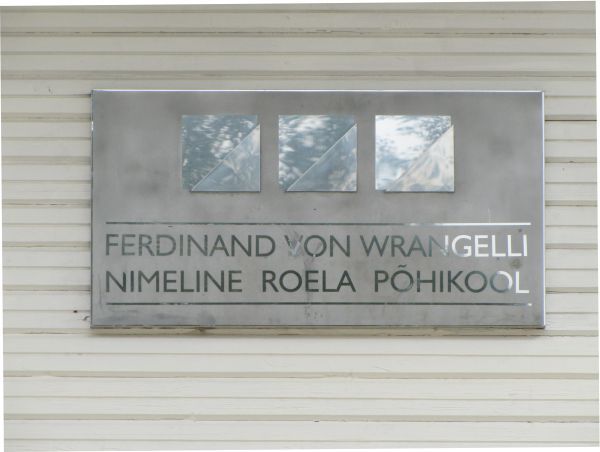 FERDINAND VON WRANGELLI
NIMELINE ROELA PÕHIKOOL